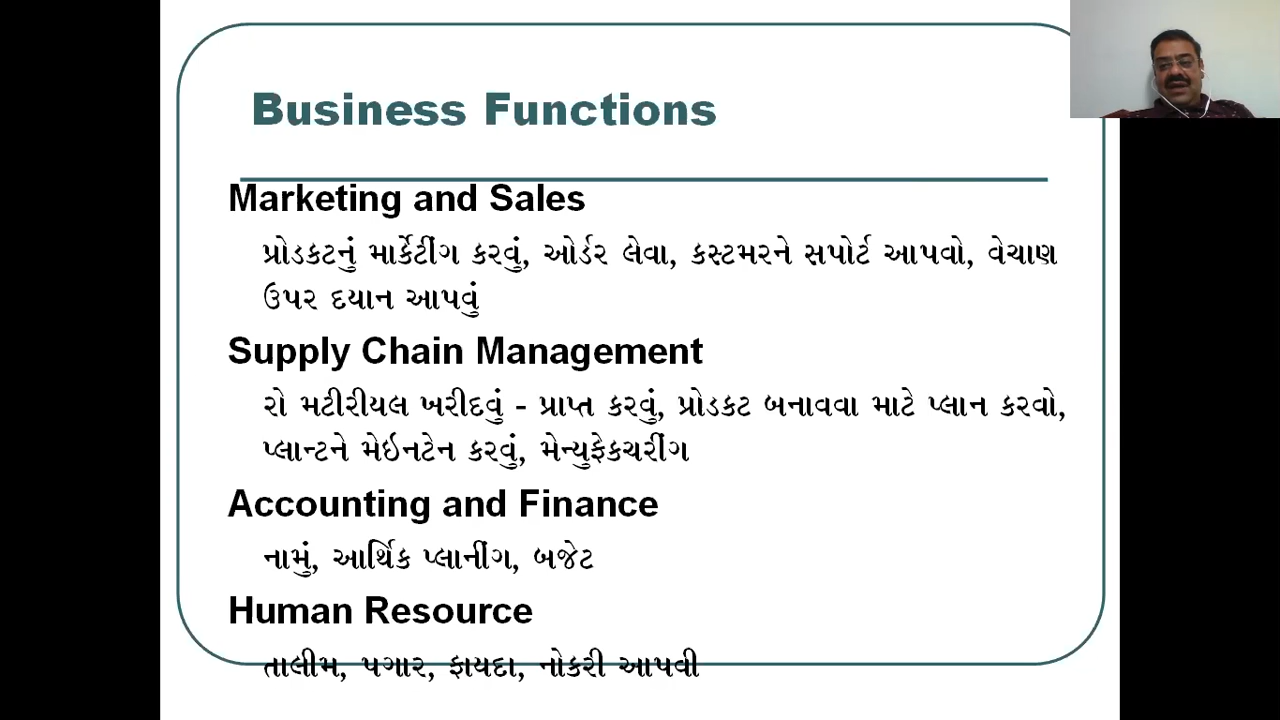 Business Functions
Marketing and Sales
પ્રોડકટનું માર્કેટીંગ કરવું, ઓર્ડર લેવા, કસ્ટમરને સપોર્ટ આપવો, વેચાણ
ઉપર દયાન આપવું
Supply Chain Management
રો મટીરીયલ ખરીદવું - પ્રાપ્ત કરવું, પ્રોડકટ બનાવવા માટે પ્લાન કરવો,
પ્લાન્ટને મેઇનટેન કરવું, મેન્યુફેકચરીંગ
Accounting and Finance
નામું, આર્થિક પ્લાનીંગ, બજેટ
Human Resource
તાલીમ, પગાર, ફાયદા, નોકરી આપવી